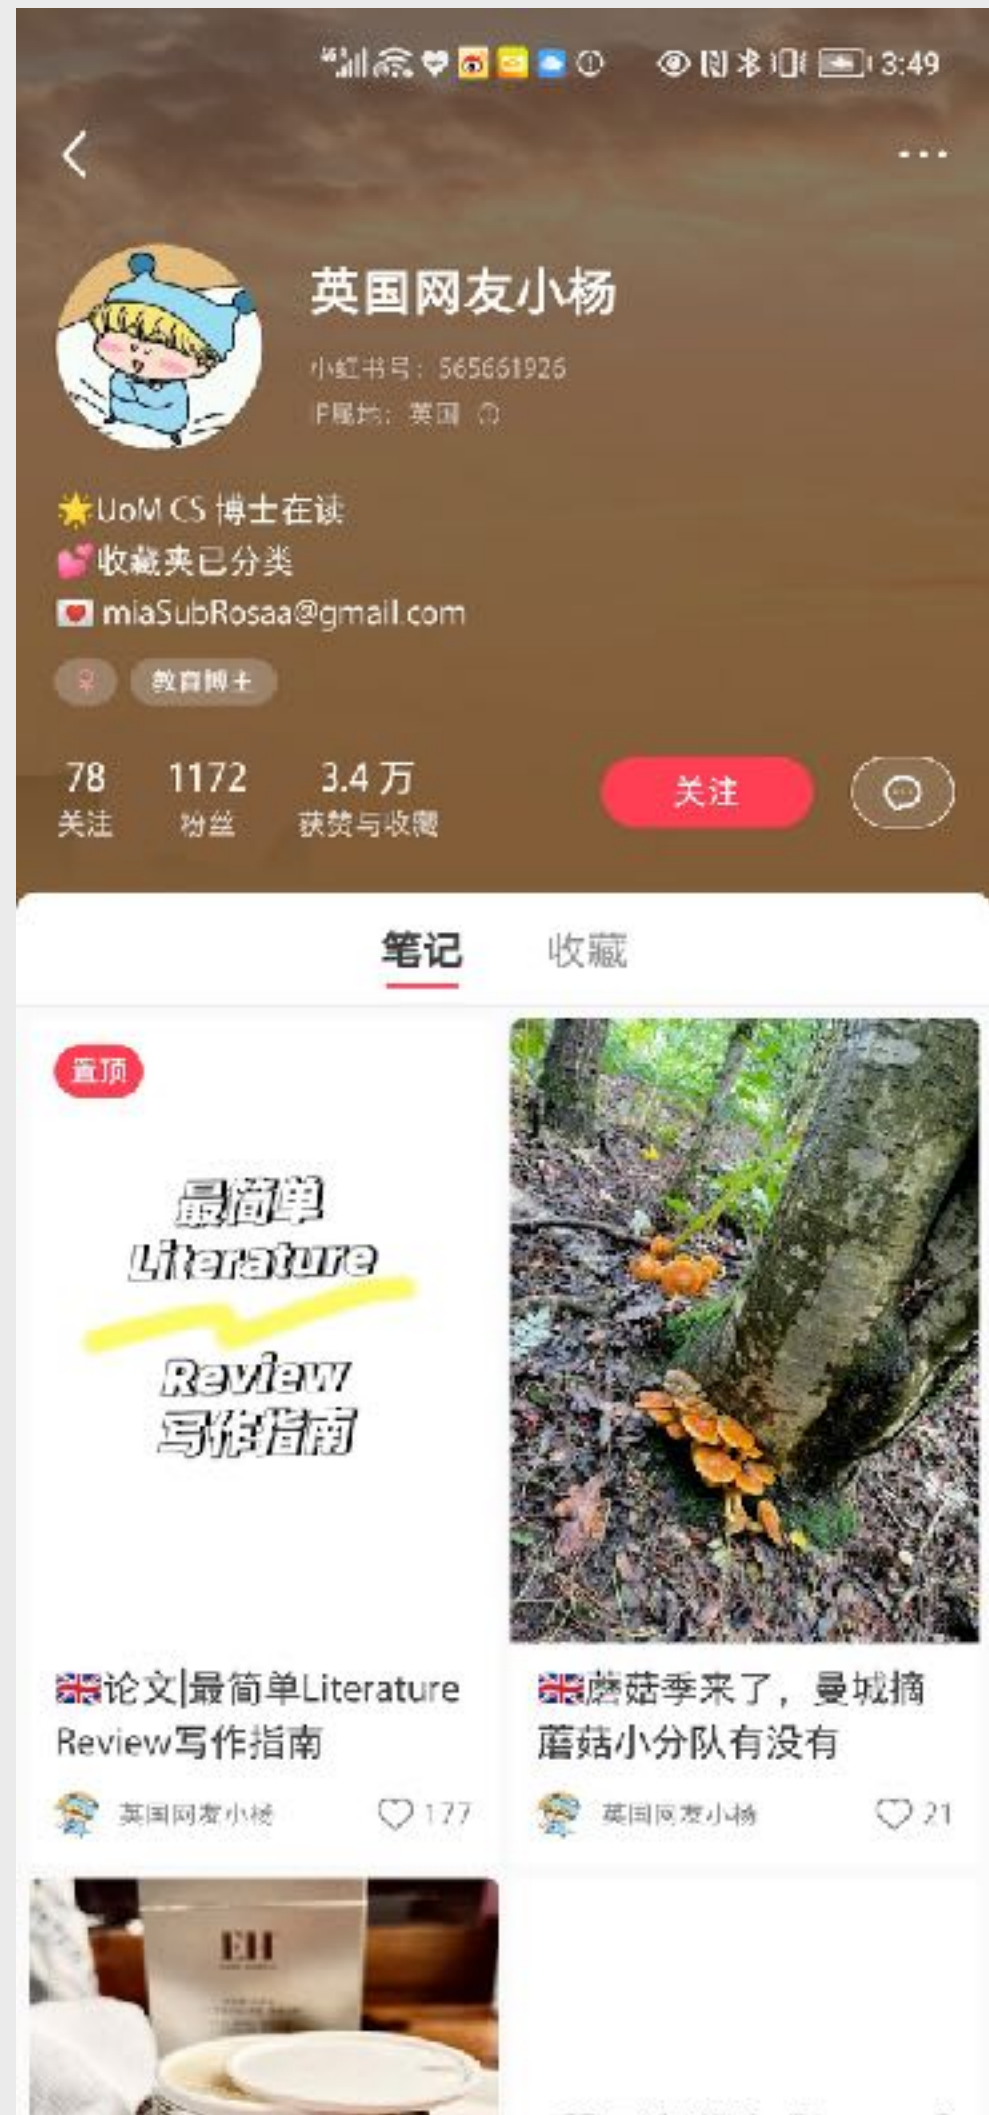 3:49
英国网友小杨
小红书号：565661926
IP属地：英国
UoM CS 博士在读
收藏夹已分类
miaSubRosaa@gmail.com
教育博主
78 1172 3.4 万
关注 粉丝 获赞与收藏
关注
笔记 收藏
置顶
最简单
Literature
Review
写作指南
论文|最简单Literature
Review写作指南
英国网友小杨 177
蘑菇季来了，曼城摘
蘑菇小分队有没有
英国网友小杨 21
EH